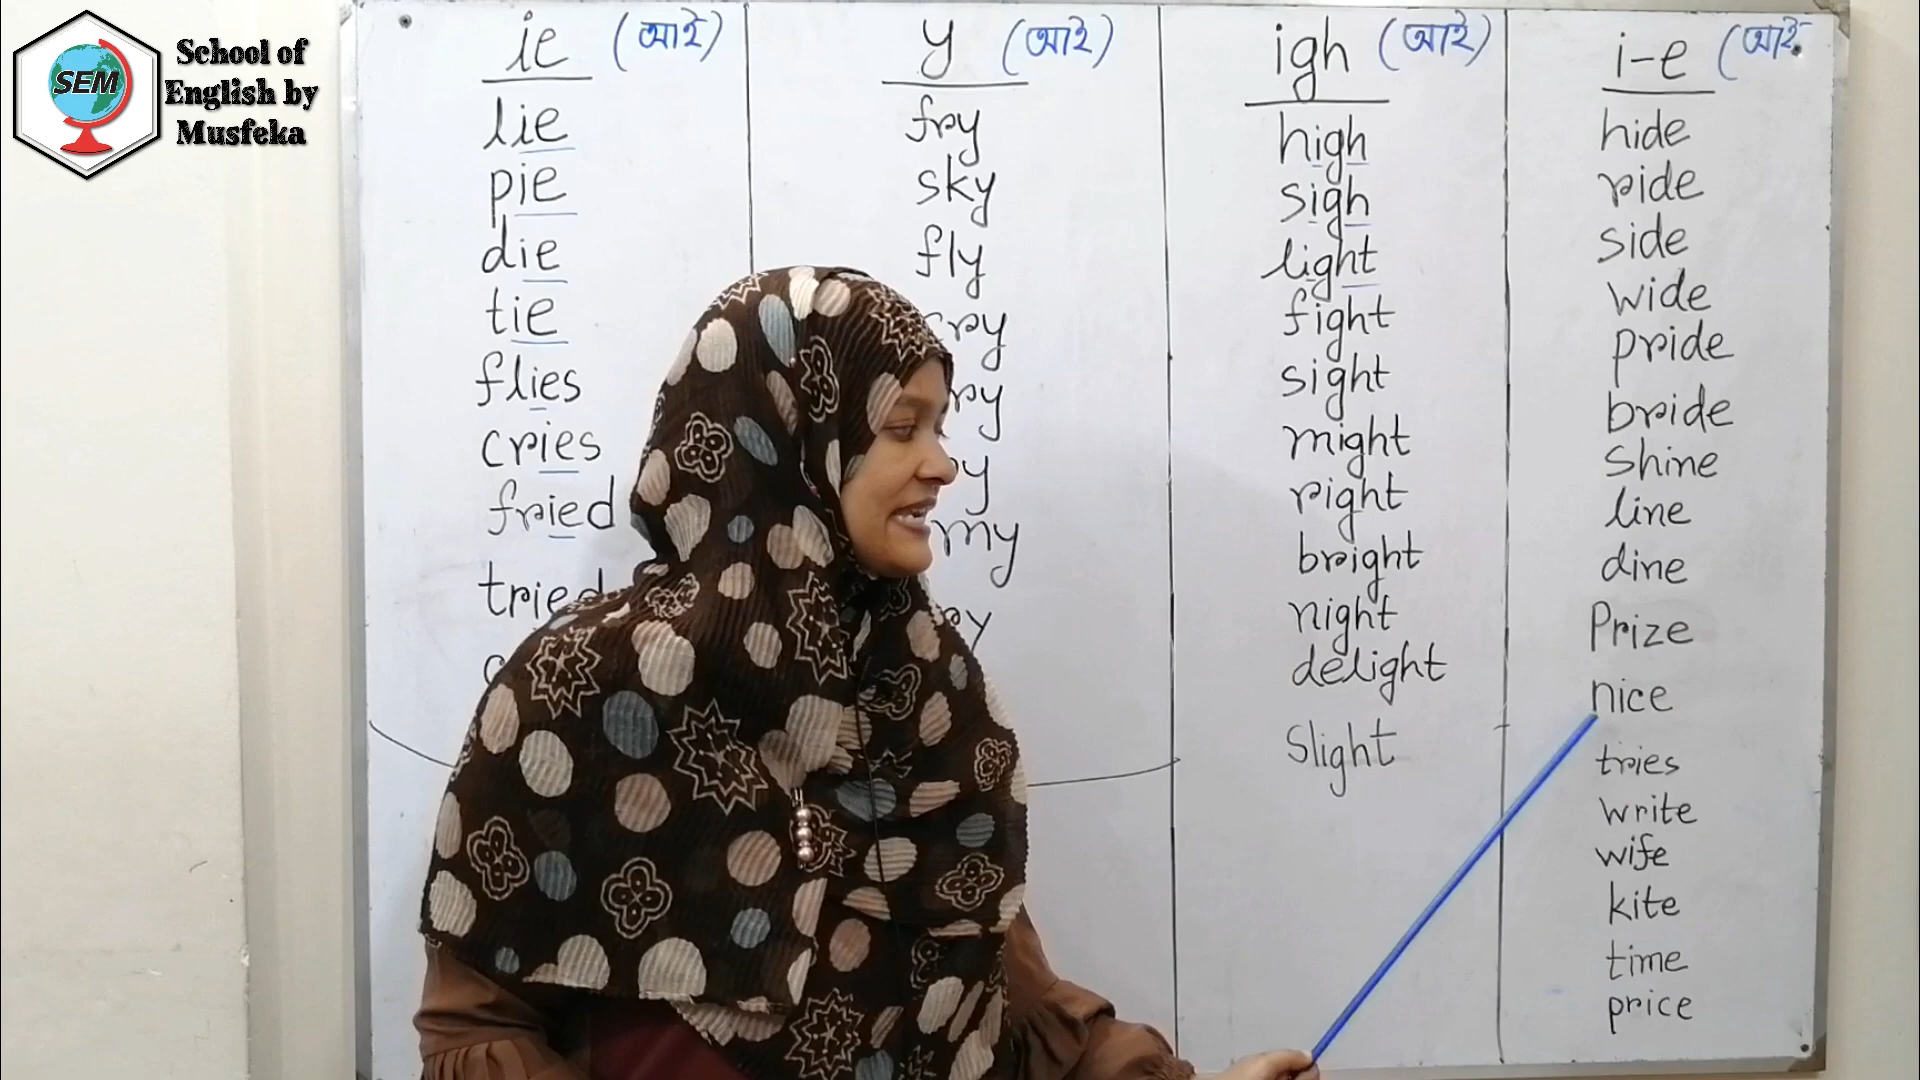 SEM
School of
English by
Musfeka
ie (আই)
lie
pie
die
tie
flies
cries
fried
tried
y (আই)
fry
sky
fly
igh (আই)
high
sigh
light
fight
sight
might
right
bright
night
delight
Slight
i-e (আই
hide
ride
side
wide
pride
bride
shine
line
dine
Prize
nice
tries
write
wife
kite
time
price